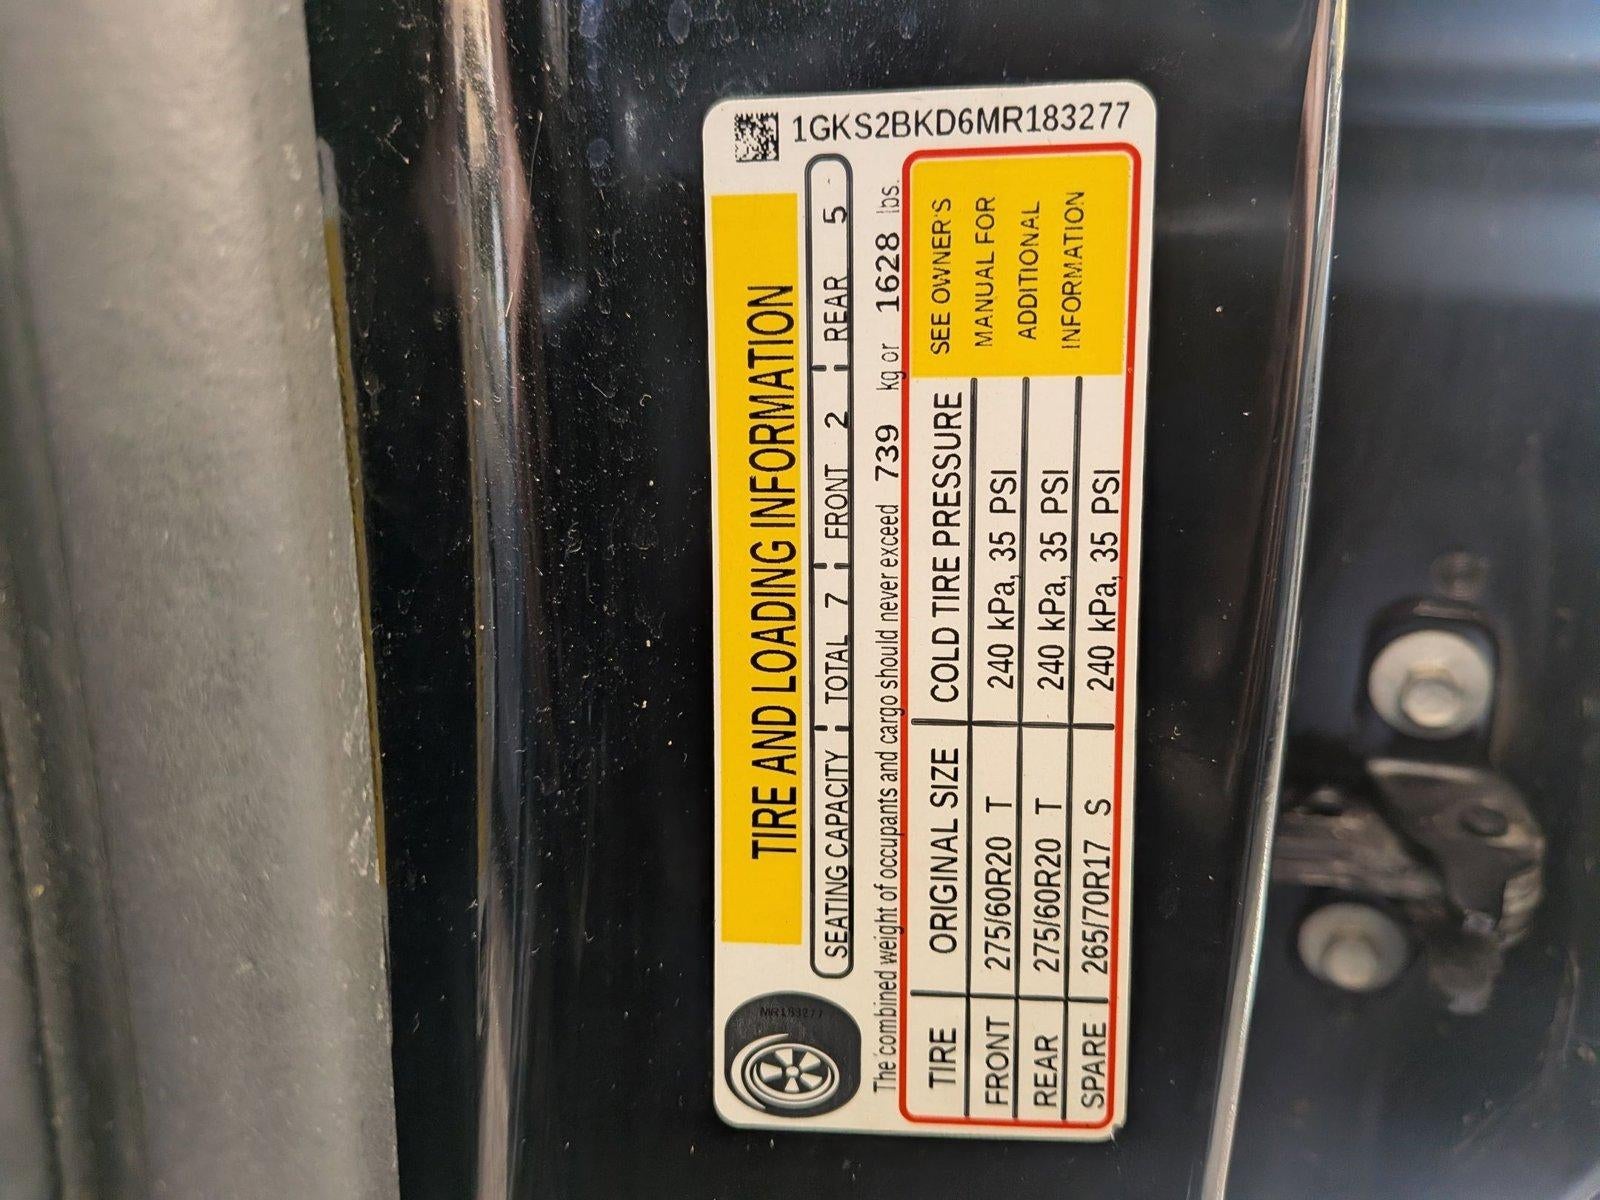 1GKS2BKD6MR183277
TIRE AND LOADING INFORMATION
SEATING CAPACITY TOTAL 7 FRONT 2 REAR 5
The combined weight of occupants and cargo should never exceed 739 kg or 1628 lbs.
TIRE ORIGINAL SIZE COLD TIRE PRESSURE
FRONT 275/60R20 T 240 kPa, 35 PSI
REAR 275/60R20 T 240 kPa, 35 PSI
SPARE 265/70R17 S 240 kPa, 35 PSI
SEE OWNER'S
MANUAL FOR
ADDITIONAL
INFORMATION
MR183277